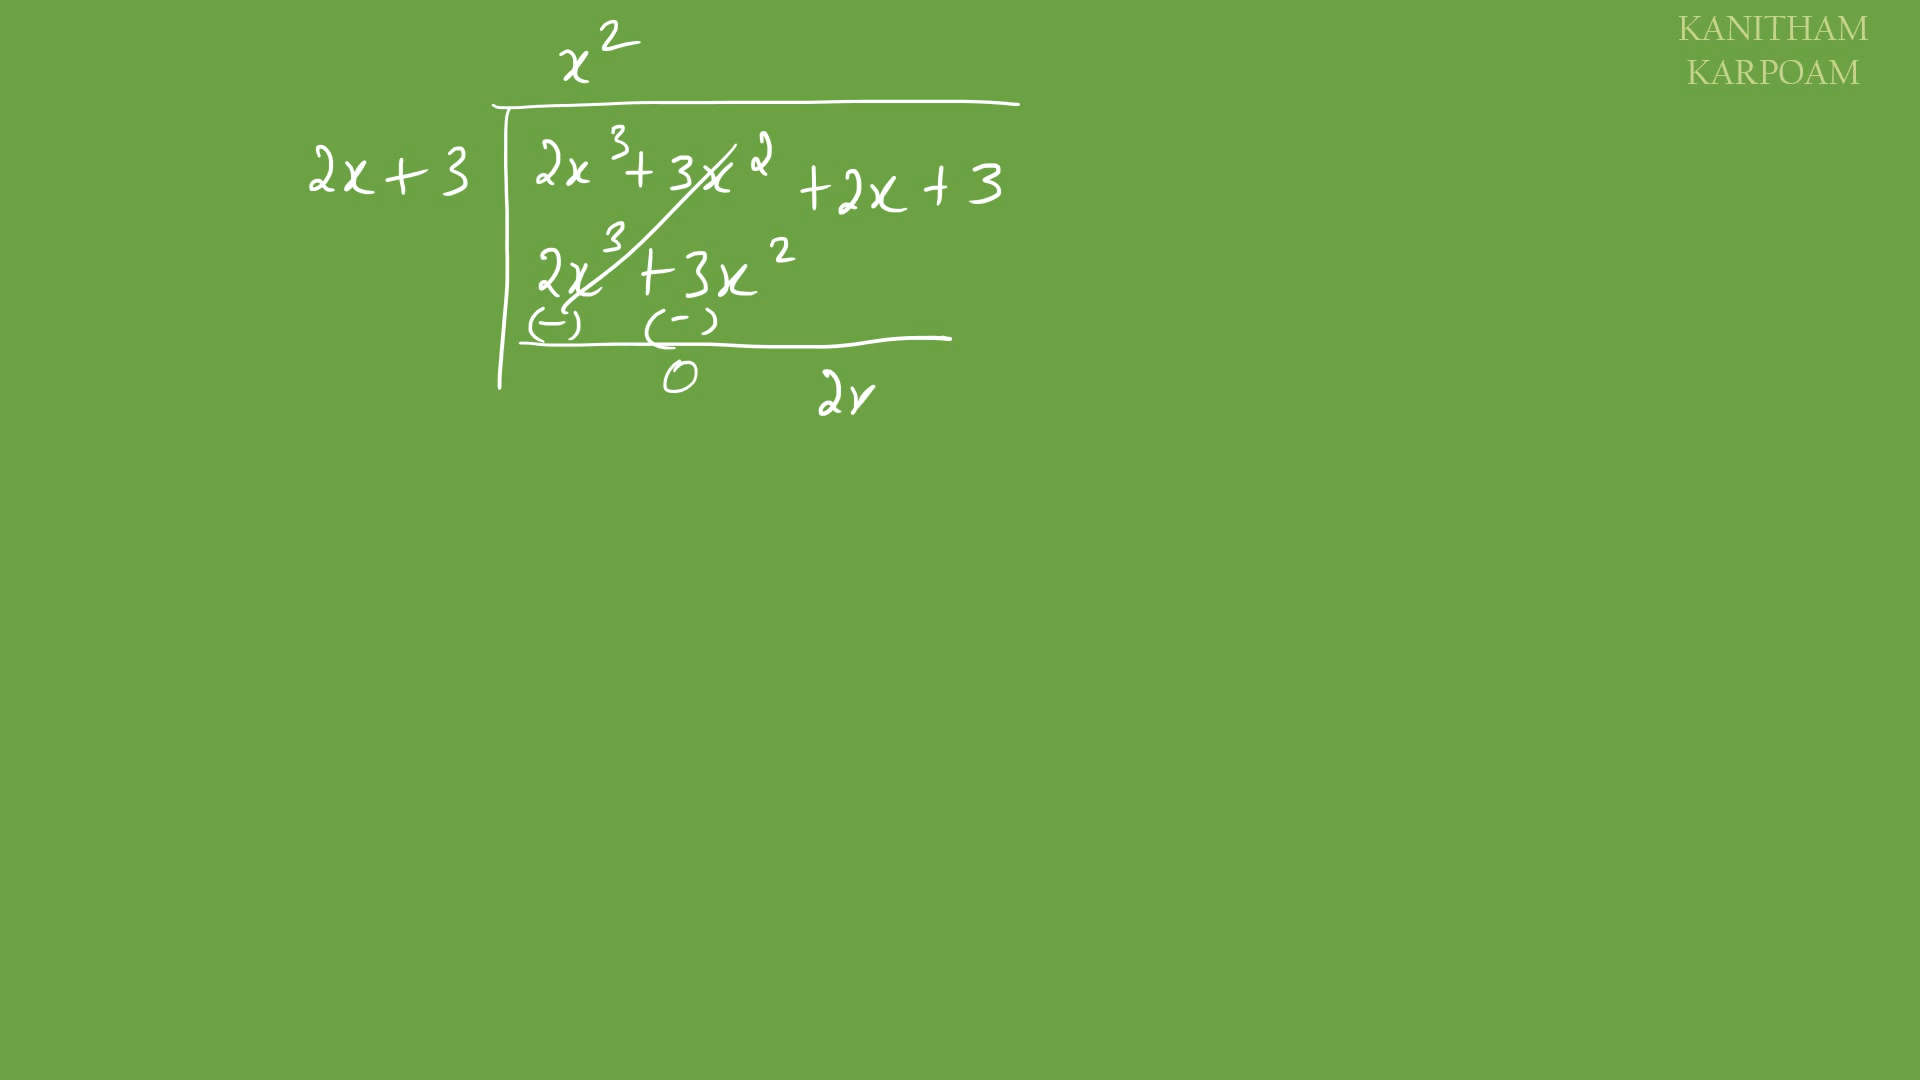 KANITHAM
KARPOAM
x²
2x + 3
2x³ + 3x² + 2x + 3
2x³ + 3x²
(−) (−)
0 2x